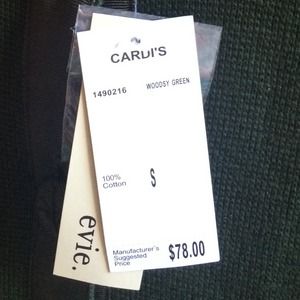 CARDI'S
1490216 WOODSY GREEN
100%
Cotton
S
Manufacturer's
Suggested
Price
$78.00
evie.